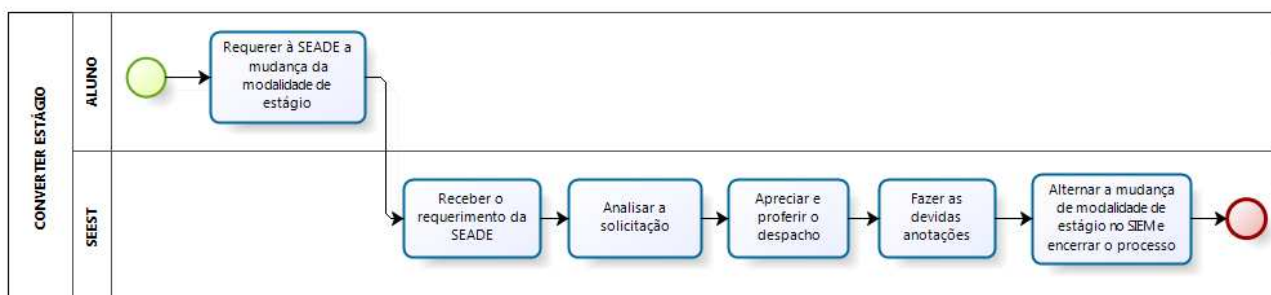 CONVERTER ESTÁGIO
ALUNO
Requerer à SEADE a
mudança da
modalidade de
estágio
SEEST
Receber o
requerimento da
SEADE
Analisar a
solicitação
Apreciar e
proferir o
despacho
Fazer as
devidas
anotações
Alternar a mudança
de modalidade de
estágio no SIEM e
encerrar o processo